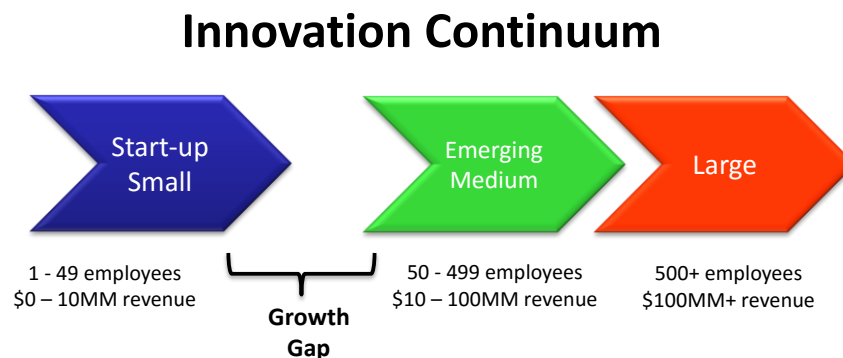 Innovation Continuum
Start-up
Small
Emerging
Medium
Large
1 - 49 employees
$0 – 10MM revenue
Growth
Gap
50 - 499 employees
$10 – 100MM revenue
500+ employees
$100MM+ revenue